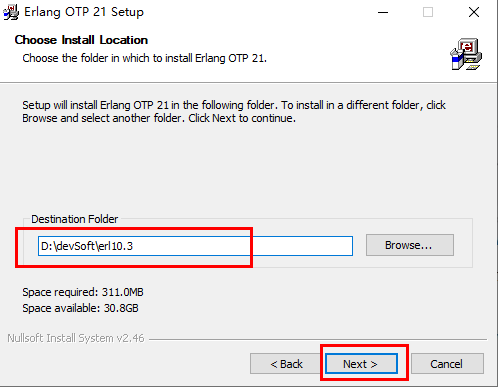 Erlang OTP 21 Setup
Choose Install Location
Choose the folder in which to install Erlang OTP 21.
Setup will install Erlang OTP 21 in the following folder. To install in a different folder, click
Browse and select another folder. Click Next to continue.
Destination Folder
D:\devSoft\erl10.3
Browse...
Space required: 311.0MB
Space available: 30.8GB
Nullsoft Install System v2.46
< Back
Next >
Cancel